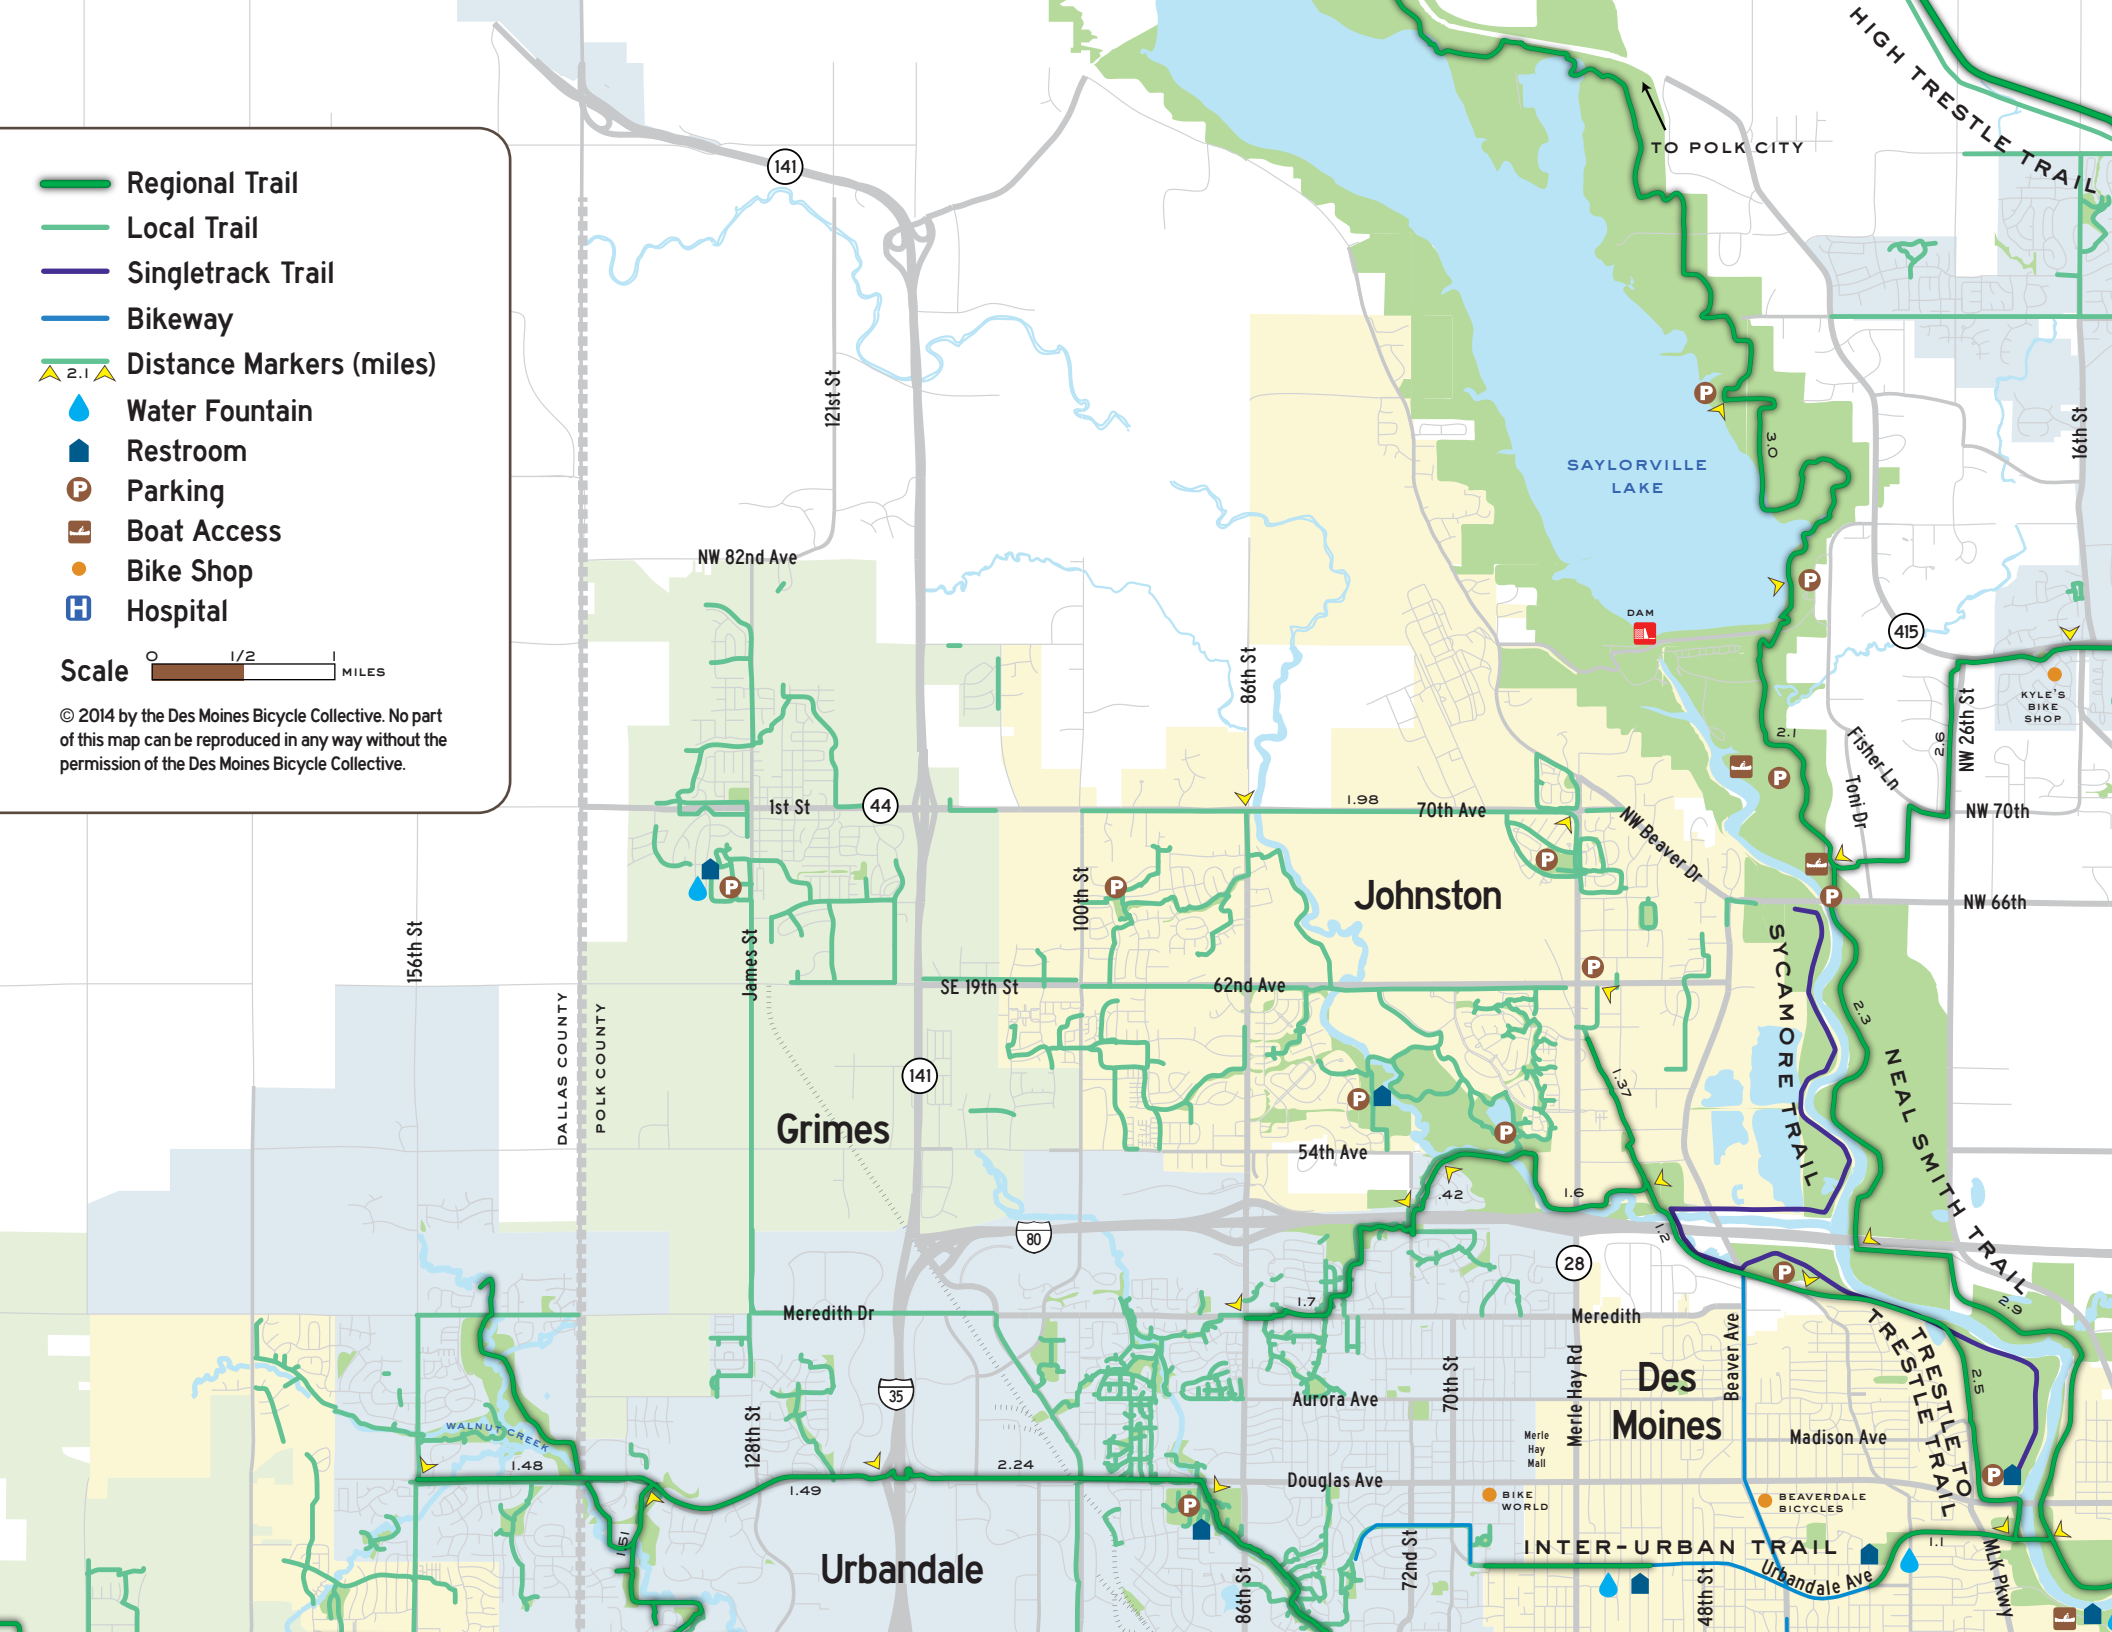 Regional Trail
Local Trail
Singletrack Trail
Bikeway
2.1
Distance Markers (miles)
Water Fountain
Restroom
P
Parking
Boat Access
Bike Shop
H
Hospital
Scale
0 1/2 1
MILES
© 2014 by the Des Moines Bicycle Collective. No part
of this map can be reproduced in any way without the
permission of the Des Moines Bicycle Collective.
HIGH TRESTLE TRAIL
TO POLK CITY
141
121st St
16th St
P
3.0
SAYLORVILLE
LAKE
NW 82nd Ave
P
DAM
415
86th St
KYLE'S
BIKE
SHOP
NW 26th St
2.6
2.1
Fisher Ln
Toni Dr
P
1st St
44
1.98
70th Ave
NW 70th
NW Beaver Dr
P
P
P
P
Johnston
100th St
NW 66th
156th St
James St
SE 19th St
62nd Ave
P
SYCAMORE TRAIL
2.3
NEAL SMITH TRAIL
DALLAS COUNTY
POLK COUNTY
141
1.37
Grimes
P
P
54th Ave
.42
1.6
1.2
80
28
P
2.9
Meredith Dr
1.7
Meredith
Beaver Ave
TRESTLE TO
TRESTLE TRAIL
2.5
35
Aurora Ave
70th St
Merle Hay Rd
Des
Moines
Madison Ave
WALNUT CREEK
128th St
Merle
Hay
Mall
1.48
1.49
2.24
Douglas Ave
P
P
BIKE
WORLD
BEAVERDALE
BICYCLES
1.51
Urbandale
86th St
72nd St
INTER-URBAN TRAIL
48th St
Urbandale Ave
1.1
MLK Pkwy